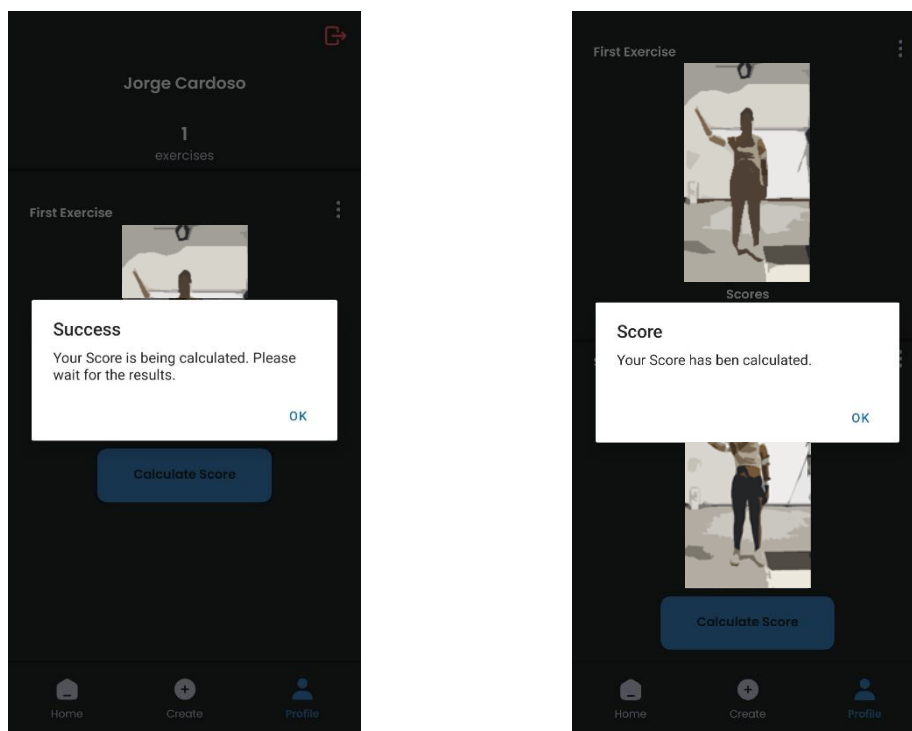 Jorge Cardoso
1
exercises
First Exercise
Success
Your Score is being calculated. Please
wait for the results.
OK
Calculate Score
Home
Create
Profile
First Exercise
Scores
Score
Your Score has ben calculated.
OK
Calculate Score
Home
Create
Profile